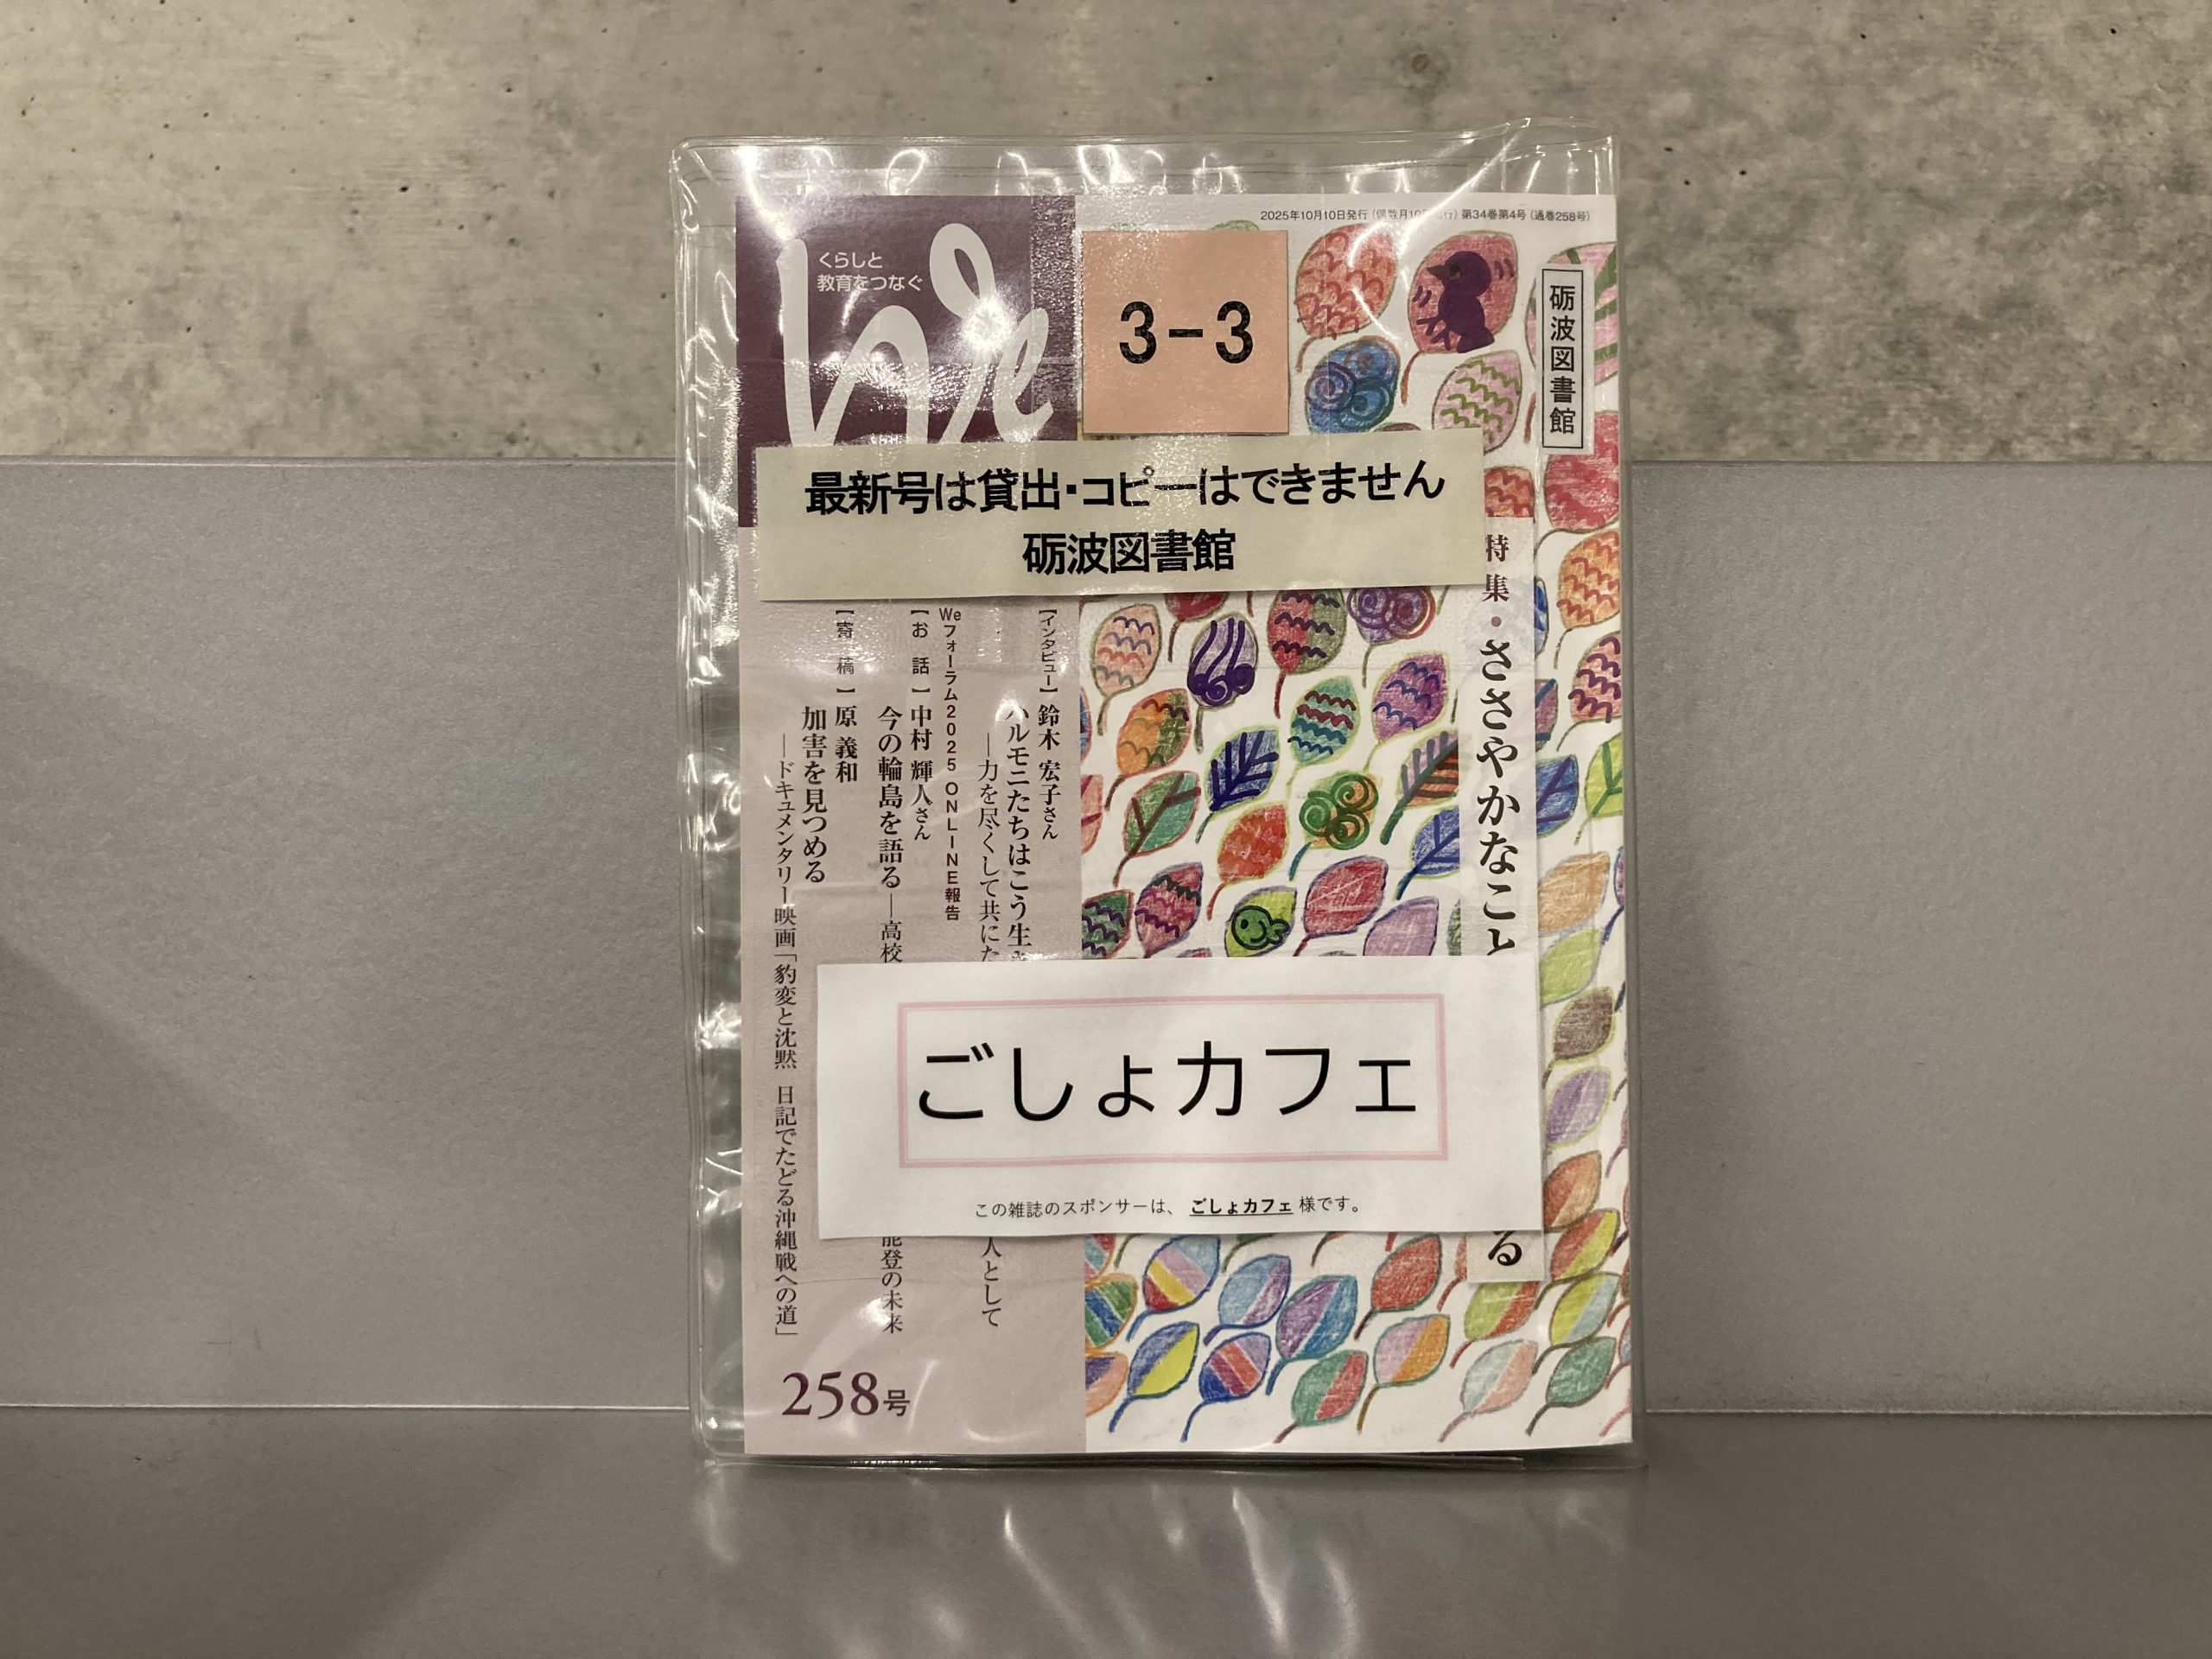 2025年10月10日発行（偶数月10日発行）第34巻第4号（通巻258号）
くらしと
教育をつなぐ
We
3-3
砺波図書館
最新号は貸出・コピーはできません
砺波図書館
特集・ささやかなこと
る
【インタビュー】鈴木 宏子さん
ハルモニたちはこう生き
―力を尽くして共にた
人として
Weフォーラム2025 ONLINE報告
【お話】中村 輝人さん
今の輪島を語る―高校
能登の未来
【寄稿】原 義和
加害を見つめる
―ドキュメンタリー映画「豹変と沈黙 日記でたどる沖縄戦への道」
ごしょカフェ
この雑誌のスポンサーは、 ごしょカフェ 様です。
258号